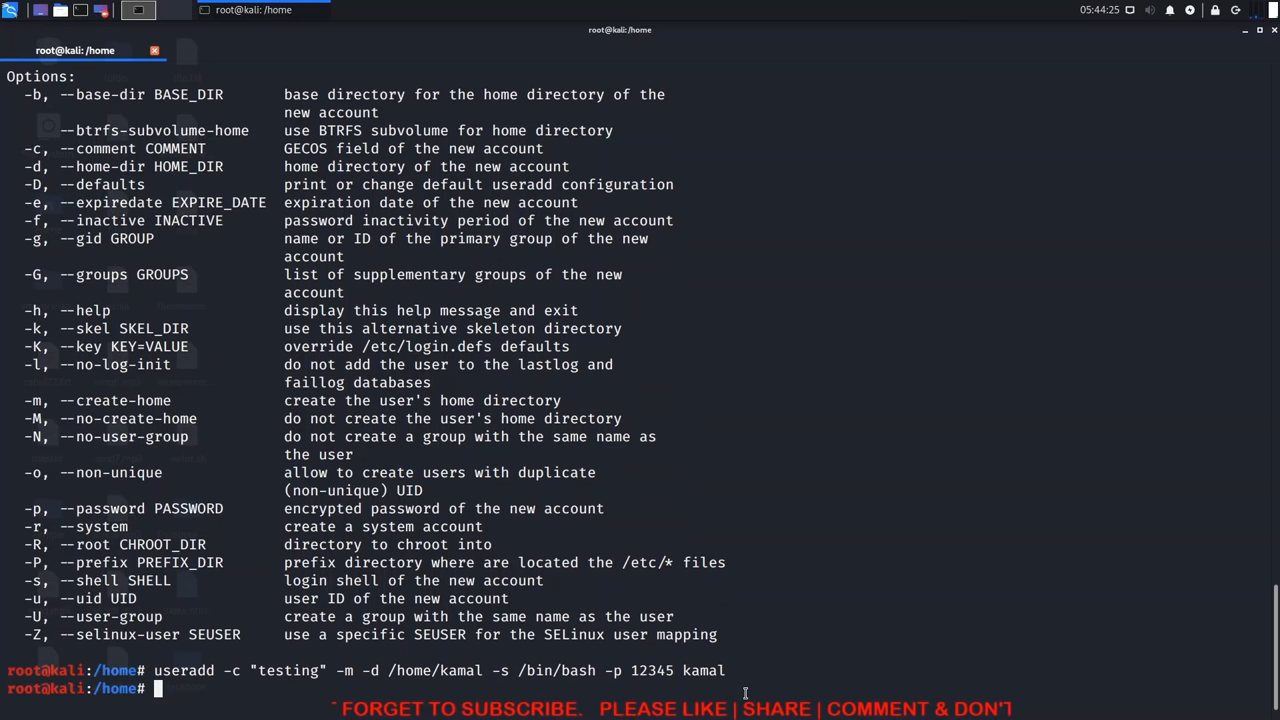 root@kali: /home
05:44:25
root@kali: /home
root@kali: /home
Options:
-b, --base-dir BASE_DIR base directory for the home directory of the
new account
--btrfs-subvolume-home use BTRFS subvolume for home directory
-c, --comment COMMENT GECOS field of the new account
-d, --home-dir HOME_DIR home directory of the new account
-D, --defaults print or change default useradd configuration
-e, --expiredate EXPIRE_DATE expiration date of the new account
-f, --inactive INACTIVE password inactivity period of the new account
-g, --gid GROUP name or ID of the primary group of the new
account
-G, --groups GROUPS list of supplementary groups of the new
account
-h, --help display this help message and exit
-k, --skel SKEL_DIR use this alternative skeleton directory
-K, --key KEY=VALUE override /etc/login.defs defaults
-l, --no-log-init do not add the user to the lastlog and
faillog databases
-m, --create-home create the user's home directory
-M, --no-create-home do not create the user's home directory
-N, --no-user-group do not create a group with the same name as
the user
-o, --non-unique allow to create users with duplicate
(non-unique) UID
-p, --password PASSWORD encrypted password of the new account
-r, --system create a system account
-R, --root CHROOT_DIR directory to chroot into
-P, --prefix PREFIX_DIR prefix directory where are located the /etc/* files
-s, --shell SHELL login shell of the new account
-u, --uid UID user ID of the new account
-U, --user-group create a group with the same name as the user
-Z, --selinux-user SEUSER use a specific SEUSER for the SELinux user mapping
root@kali:/home# useradd -c "testing" -m -d /home/kamal -s /bin/bash -p 12345 kamal
root@kali:/home#
FORGET TO SUBSCRIBE. PLEASE LIKE | SHARE | COMMENT & DON'T